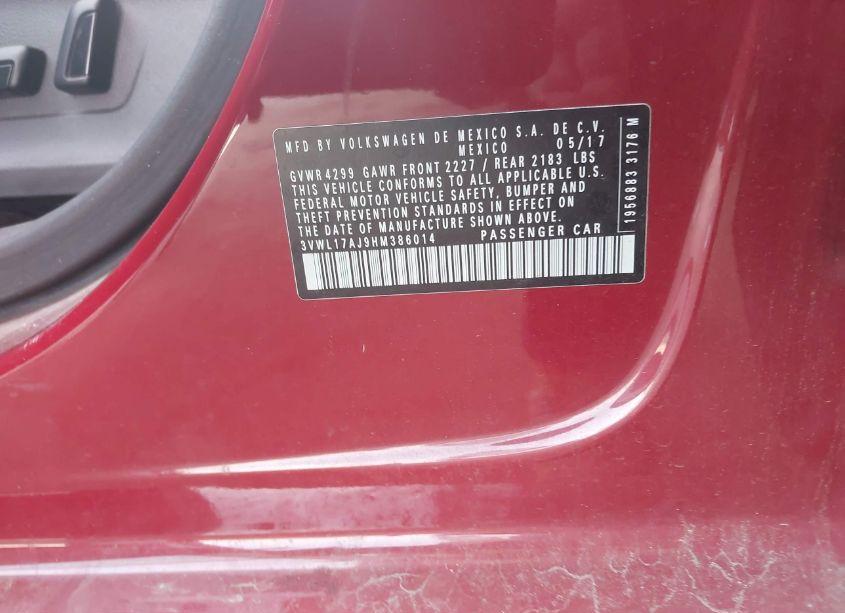 MFD BY VOLKSWAGEN DE MEXICO S.A. DE C.V.
MEXICO 05/17
GVWR 4299 GAWR FRONT 2227 / REAR 2183 LBS
THIS VEHICLE CONFORMS TO ALL APPLICABLE U.S.
FEDERAL MOTOR VEHICLE SAFETY, BUMPER AND
THEFT PREVENTION STANDARDS IN EFFECT ON
THE DATE OF MANUFACTURE SHOWN ABOVE.
3VWL17AJ9HM386014 PASSENGER CAR
1956883 3176 M